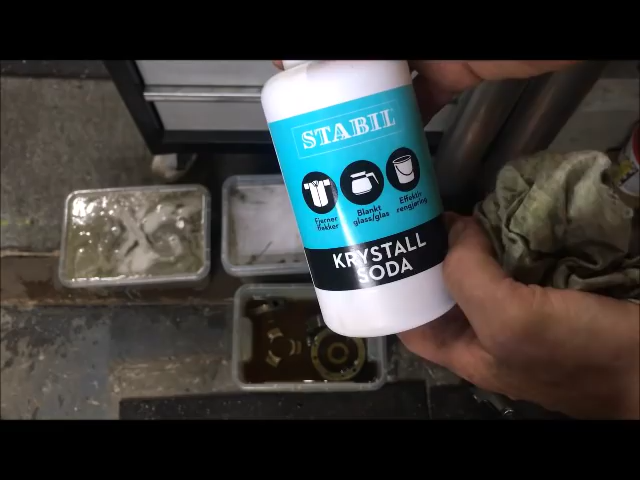 STABIL
Fjerner flekker
Blankt glass/glas
Effektiv rengjøring
KRYSTALL
SODA